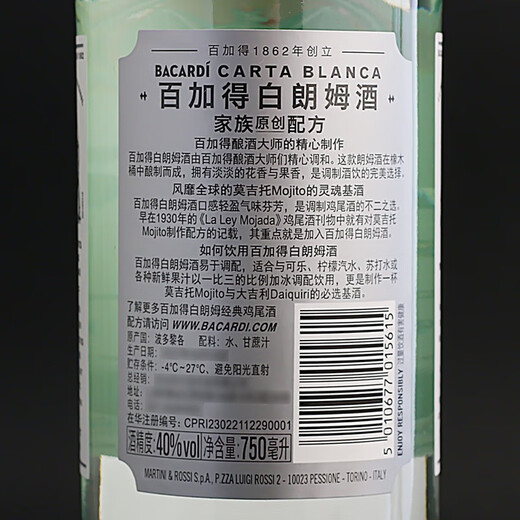 百加得1862年创立
BACARDÍ CARTA BLANCA
百加得白朗姆酒
家族原创配方
百加得酿酒大师的精心制作
百加得白朗姆酒由百加得酿酒大师们精心调和。这款朗姆酒在橡木
桶中酿制而成，拥有淡淡的花香与果香，是调制酒饮的完美选择。
风靡全球的莫吉托Mojito的灵魂基酒
百加得白朗姆酒口感轻盈气味芬芳，是调制鸡尾酒的不二之选。
早在1930年的《La Ley Mojada》鸡尾酒刊物中就有对莫吉托
Mojito制作配方的记载，其重点就是加入百加得白朗姆酒。
如何饮用百加得白朗姆酒
百加得白朗姆酒易于调配，适合与可乐、柠檬汽水、苏打水或
各种新鲜果汁以一比三的比例加冰调配饮用，更是制作一杯
莫吉托Mojito与大吉利Daiquiri的必选基酒。
了解更多百加得白朗姆经典鸡尾酒
配方请访问 WWW.BACARDI.COM
原产国：波多黎各 配料：水、甘蔗汁
生产日期：
贮存条件：-4℃~27℃、避免阳光直射
地址：
电话：
在华注册编号：CPRI23022112290001
酒精度：40%vol 净含量：750毫升
MARTINI & ROSSI S.p.A., P.ZZA LUIGI ROSSI 2 - 10023 PESSIONE - TORINO - ITALY
5 010677 015615
ENJOY RESPONSIBLY 过量饮酒有害健康